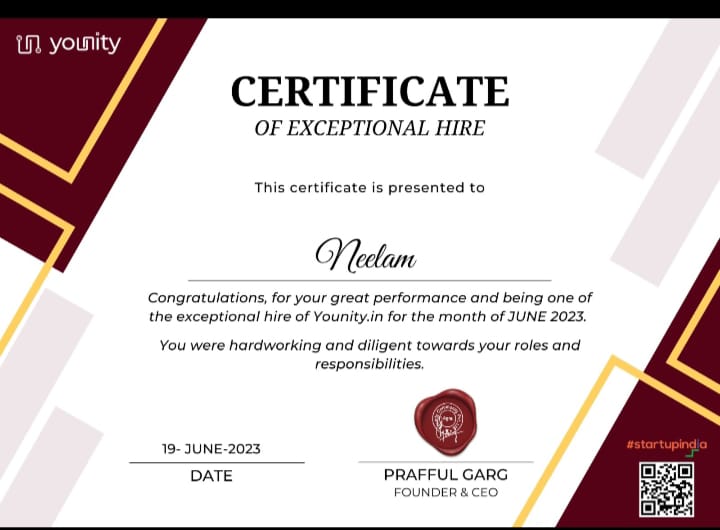 younity
CERTIFICATE
OF EXCEPTIONAL HIRE
This certificate is presented to
Neelam
Congratulations, for your great performance and being one of
the exceptional hire of Younity.in for the month of JUNE 2023.
You were hardworking and diligent towards your roles and
responsibilities.
19- JUNE-2023
DATE
PRAFFUL GARG
FOUNDER & CEO
#startupindia